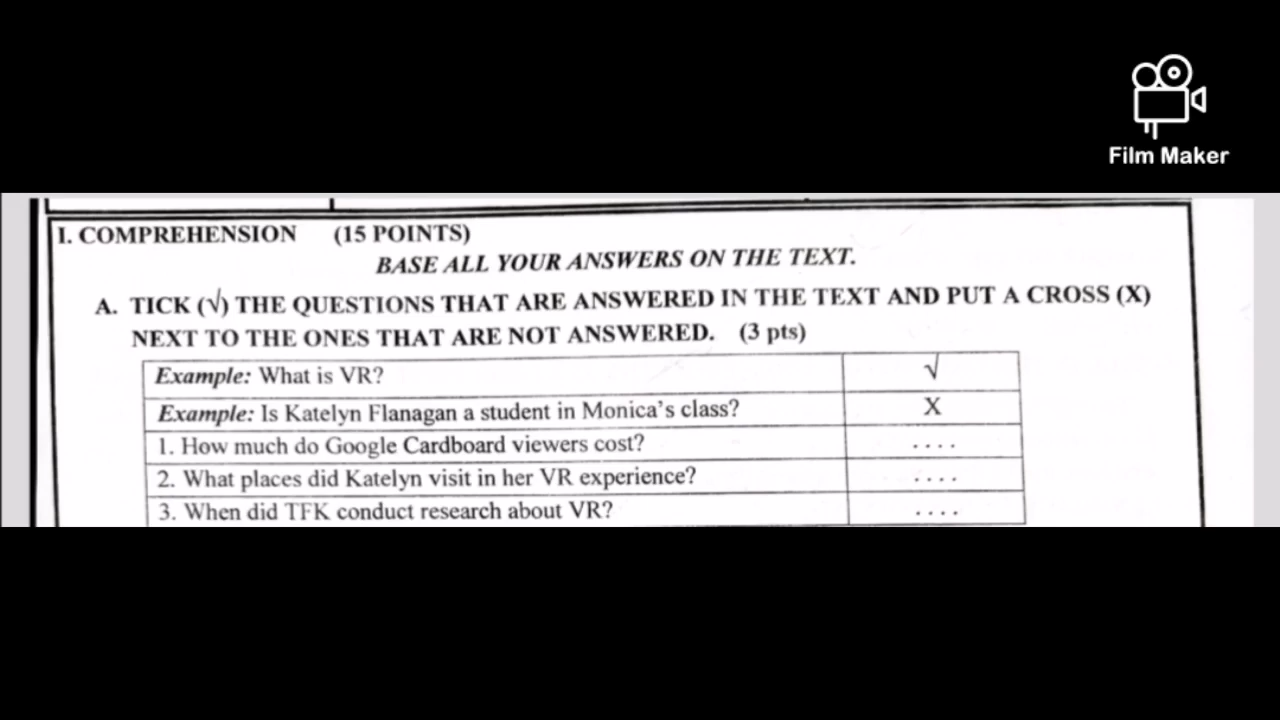 Film Maker
I. COMPREHENSION (15 POINTS)
BASE ALL YOUR ANSWERS ON THE TEXT.
A. TICK (√) THE QUESTIONS THAT ARE ANSWERED IN THE TEXT AND PUT A CROSS (X)
NEXT TO THE ONES THAT ARE NOT ANSWERED. (3 pts)
Example: What is VR? √
Example: Is Katelyn Flanagan a student in Monica's class? X
1. How much do Google Cardboard viewers cost? ....
2. What places did Katelyn visit in her VR experience? ....
3. When did TFK conduct research about VR? ....